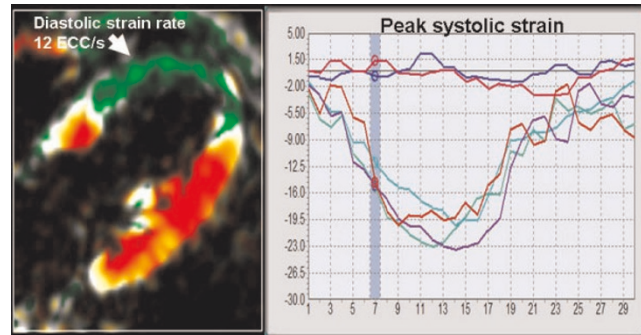 Diastolic strain rate
12 ECC/s
Peak systolic strain
5.00
1.50
-2.00
-5.50
-9.00
-12.5
-16.0
-19.5
-23.0
-26.5
-30.0
1 3 5 7 9 11 13 15 17 19 21 23 25 27 29